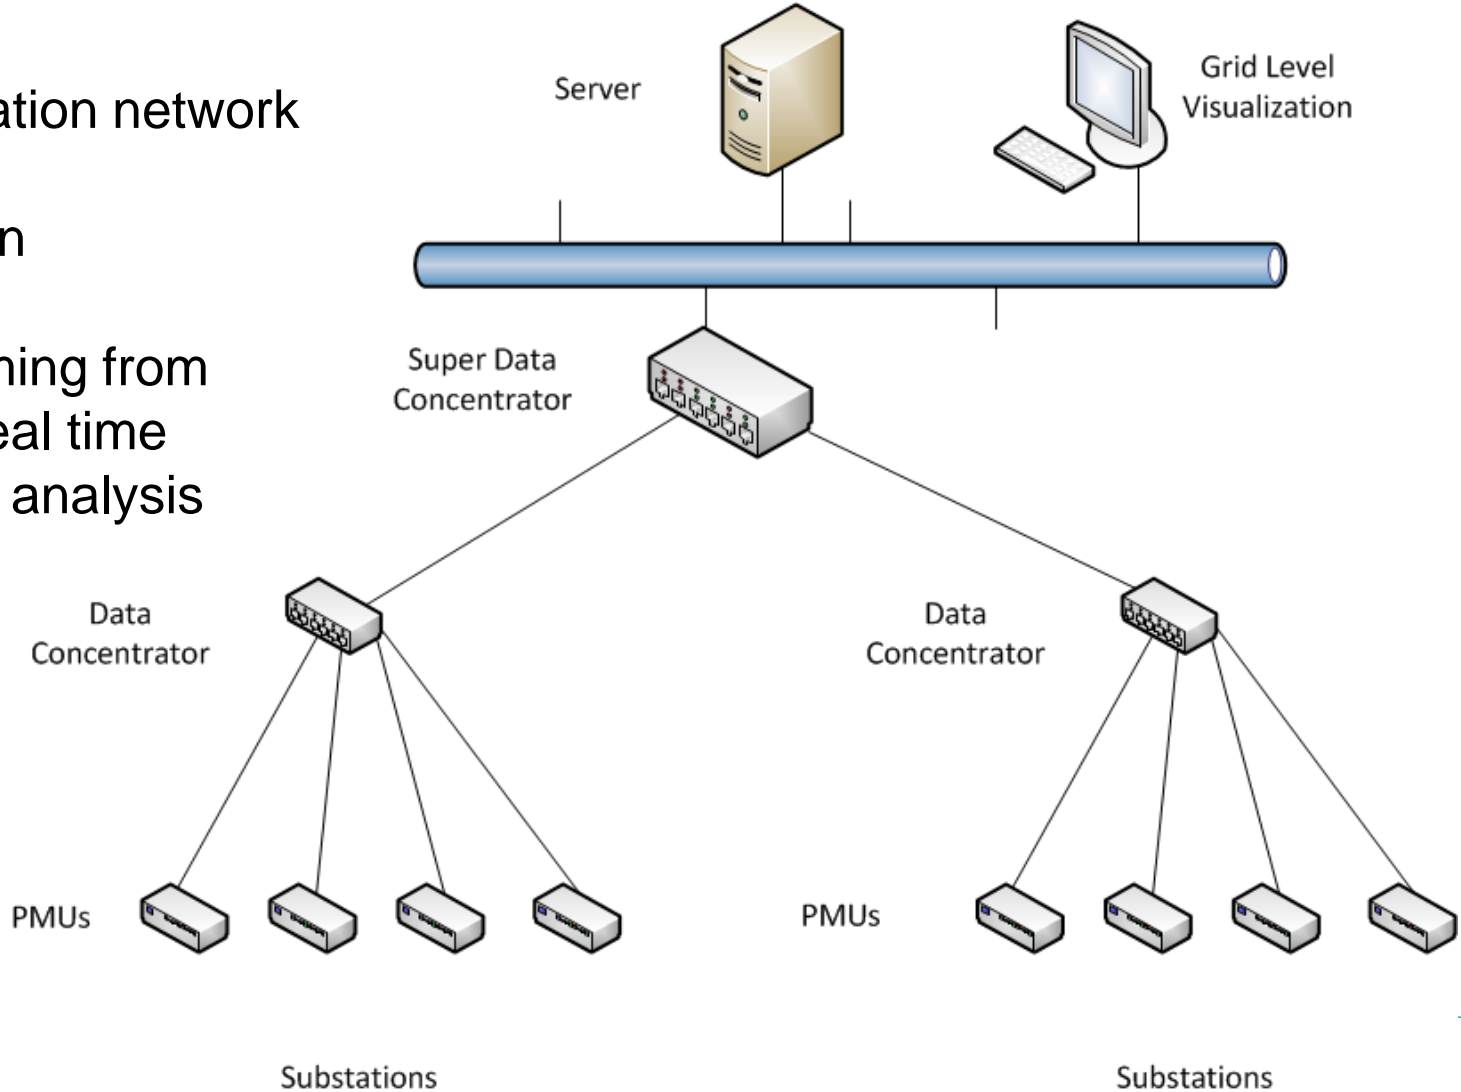 ation network
n
ning from
eal time
analysis
Server
Grid Level
Visualization
Super Data
Concentrator
Data
Concentrator
Data
Concentrator
PMUs
PMUs
Substations
Substations